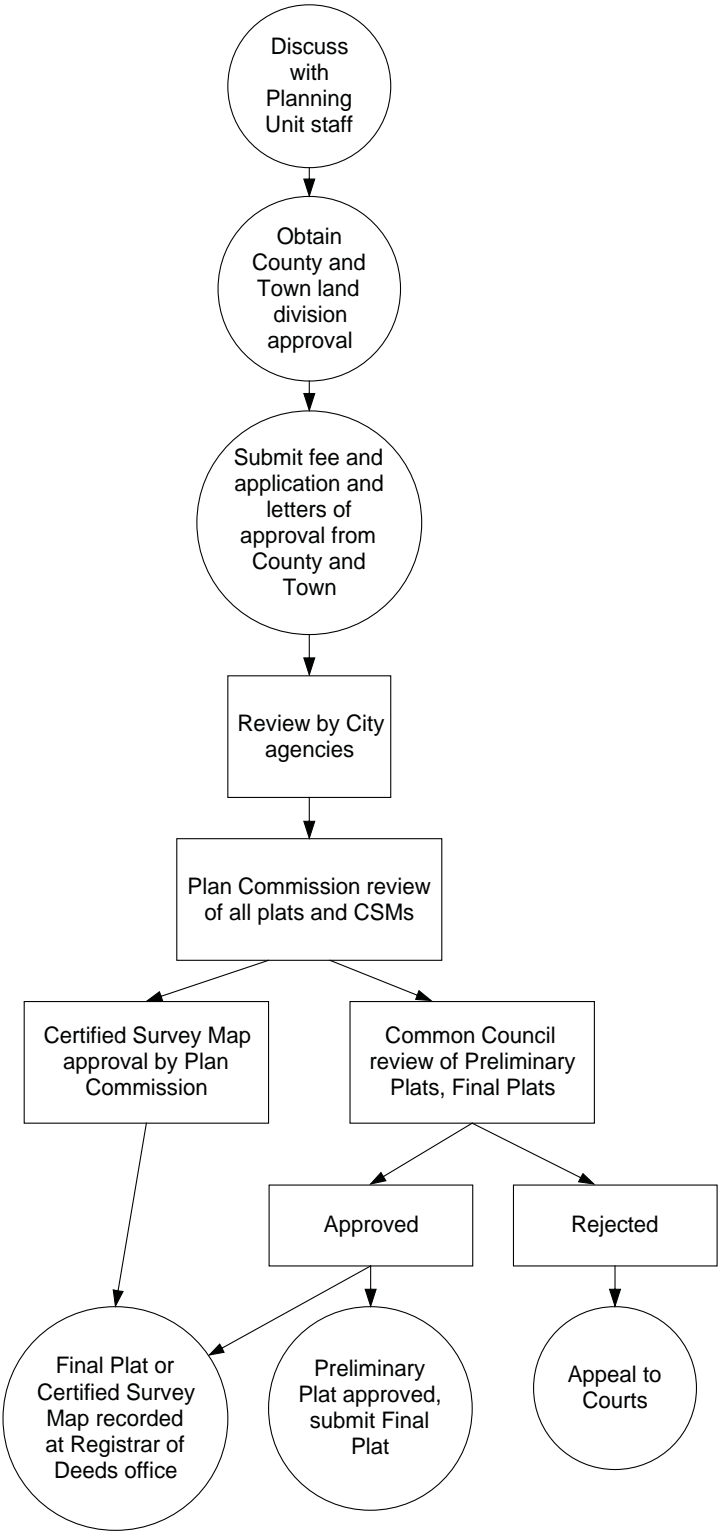 Discuss
with
Planning
Unit staff
Obtain
County and
Town land
division
approval
Submit fee and
application and
letters of
approval from
County and
Town
Review by City
agencies
Plan Commission review
of all plats and CSMs
Certified Survey Map
approval by Plan
Commission
Common Council
review of Preliminary
Plats, Final Plats
Approved
Rejected
Final Plat or
Certified Survey
Map recorded
at Registrar of
Deeds office
Preliminary
Plat approved,
submit Final
Plat
Appeal to
Courts